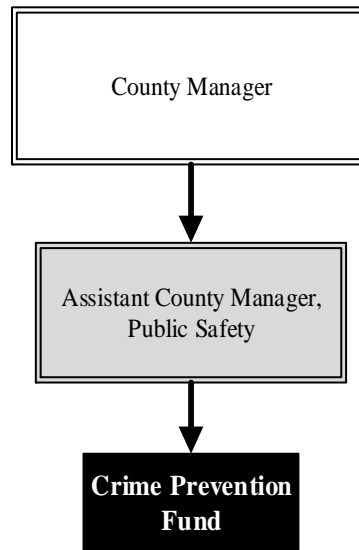 County Manager
Assistant County Manager,
Public Safety
Crime Prevention
Fund